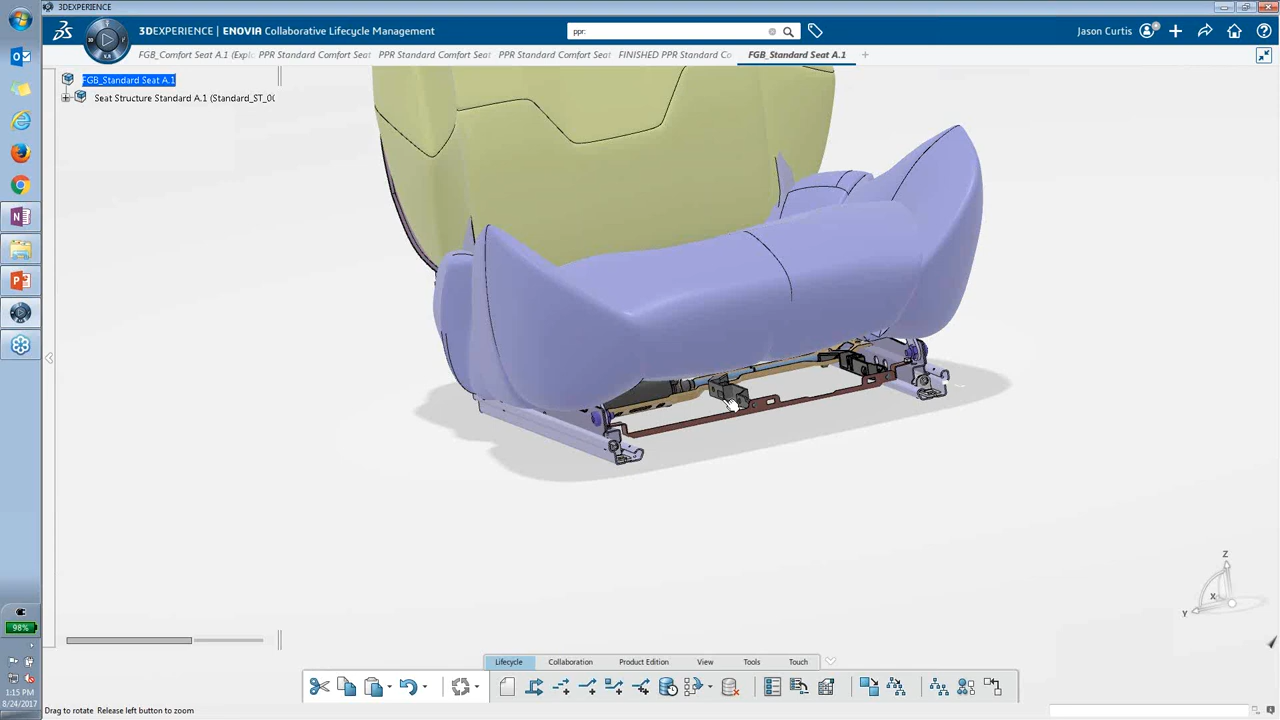 3DEXPERIENCE
3DEXPERIENCE | ENOVIA Collaborative Lifecycle Management
ppr:
Jason Curtis
FGB_Comfort Seat A.1 (Expl
PPR Standard Comfort Seat
PPR Standard Comfort Seat
PPR Standard Comfort Seat
FINISHED PPR Standard Co
FGB_Standard Seat A.1
FGB_Standard Seat A.1
Seat Structure Standard A.1 (Standard_ST_0
Z
X
Y
98%
1:15 PM
8/24/2017
Lifecycle
Collaboration
Product Edition
View
Tools
Touch
Drag to rotate Release left button to zoom